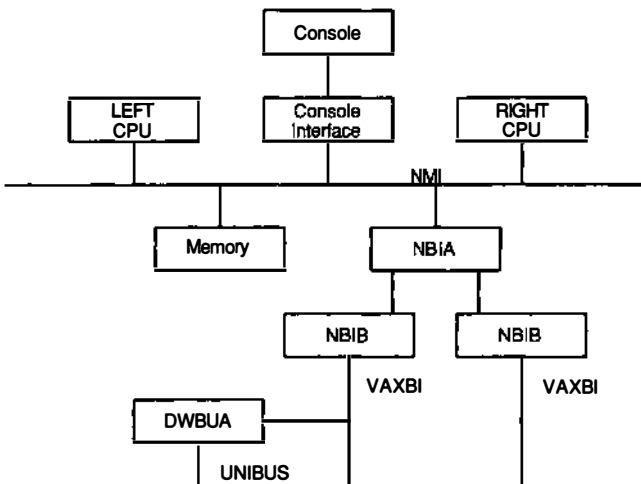 Console
LEFT
CPU
Console
Interface
RIGHT
CPU
NMI
Memory
NBIA
NBIB
NBIB
VAXBI
VAXBI
DWBUA
UNIBUS